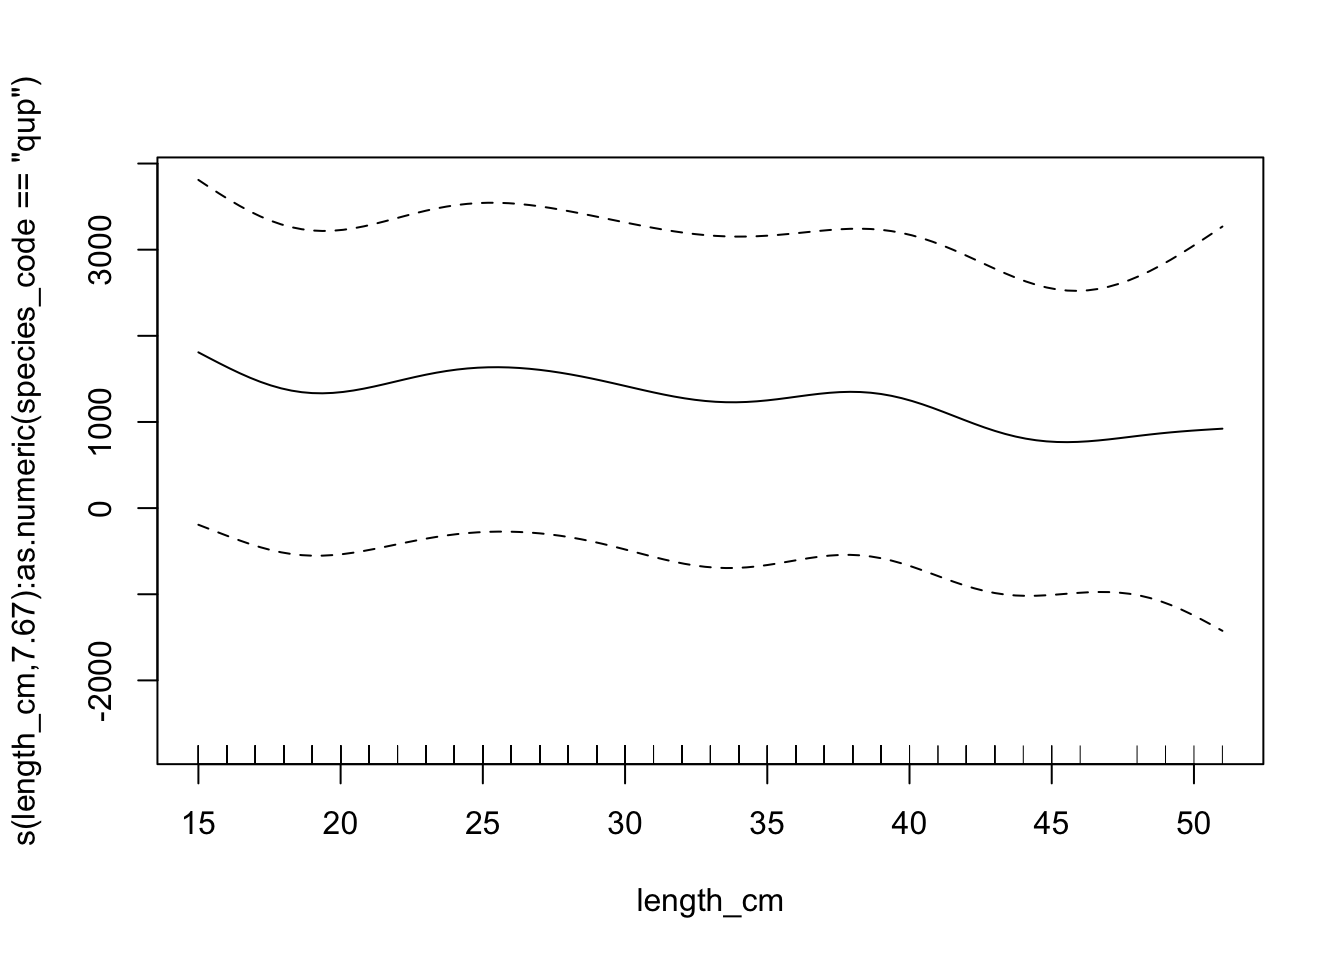 s(length_cm,7.67):as.numeric(species_code == "qup")
3000
1000
0
-2000
15 20 25 30 35 40 45 50
length_cm